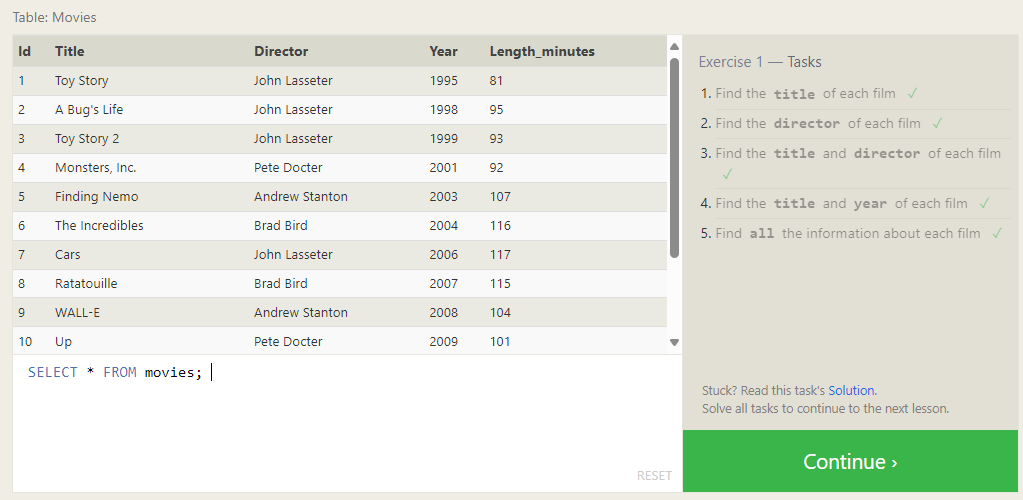 Table: Movies
Id Title Director Year Length_minutes
1 Toy Story John Lasseter 1995 81
2 A Bug's Life John Lasseter 1998 95
3 Toy Story 2 John Lasseter 1999 93
4 Monsters, Inc. Pete Docter 2001 92
5 Finding Nemo Andrew Stanton 2003 107
6 The Incredibles Brad Bird 2004 116
7 Cars John Lasseter 2006 117
8 Ratatouille Brad Bird 2007 115
9 WALL-E Andrew Stanton 2008 104
10 Up Pete Docter 2009 101
SELECT * FROM movies;
RESET
Exercise 1 — Tasks
1. Find the title of each film ✓
2. Find the director of each film ✓
3. Find the title and director of each film
✓
4. Find the title and year of each film ✓
5. Find all the information about each film ✓
Stuck? Read this task's Solution.
Solve all tasks to continue to the next lesson.
Continue ›